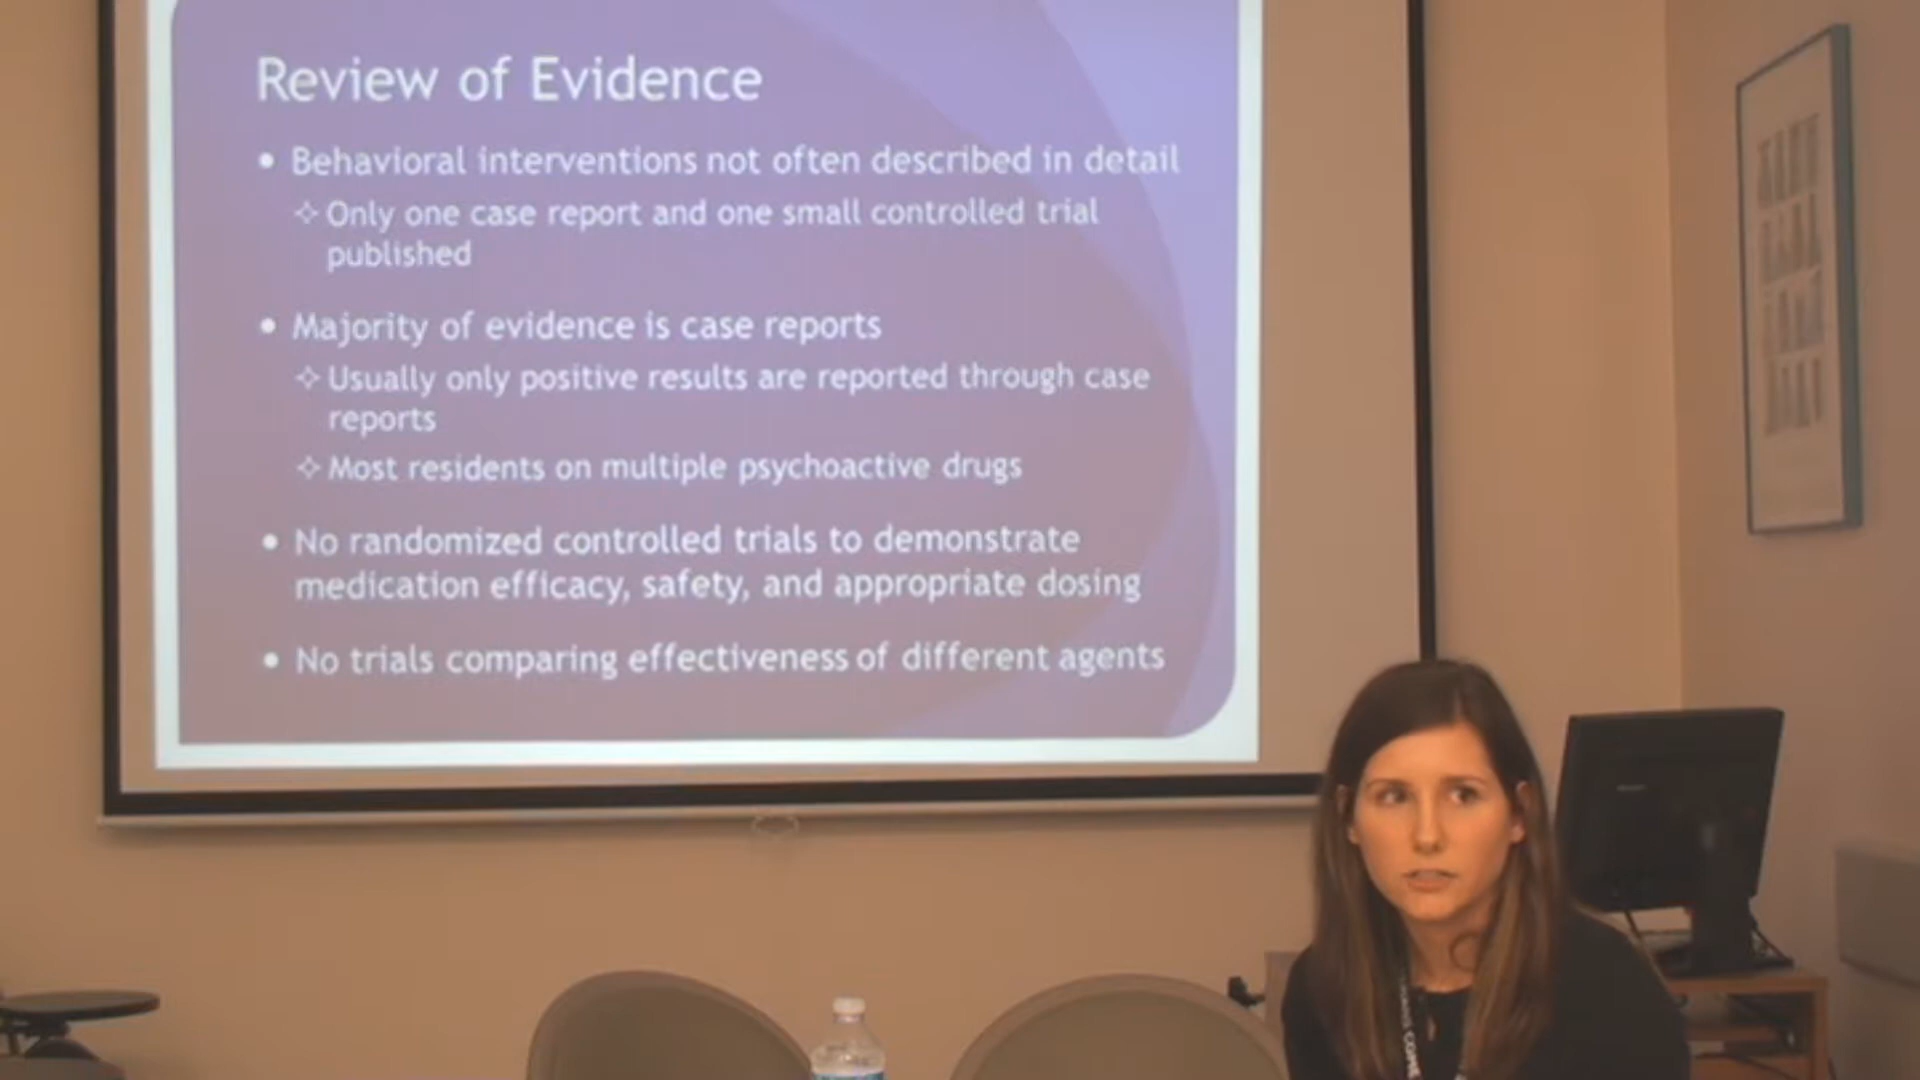 Review of Evidence
• Behavioral interventions not often described in detail
✧ Only one case report and one small controlled trial
published
• Majority of evidence is case reports
✧ Usually only positive results are reported through case
reports
✧ Most residents on multiple psychoactive drugs
• No randomized controlled trials to demonstrate
medication efficacy, safety, and appropriate dosing
• No trials comparing effectiveness of different agents